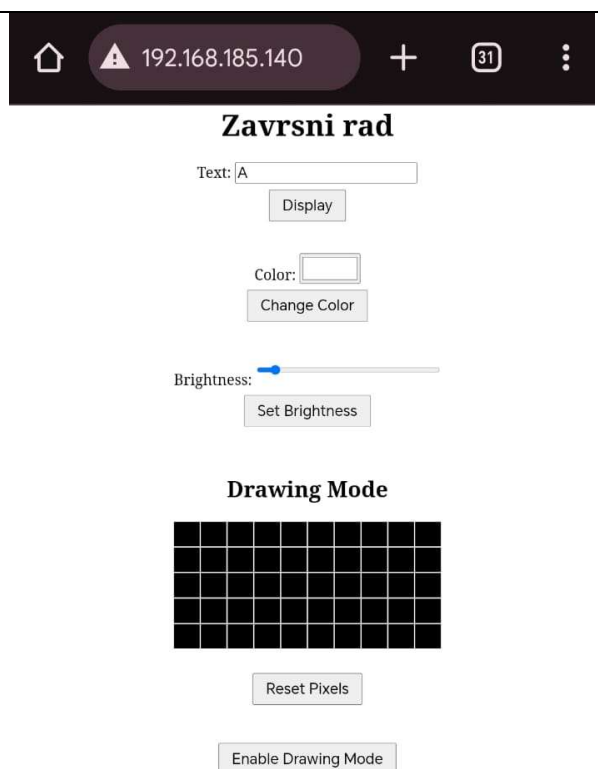 192.168.185.140
31
Zavrsni rad
Text: A
Display
Color:
Change Color
Brightness:
Set Brightness
Drawing Mode
Reset Pixels
Enable Drawing Mode